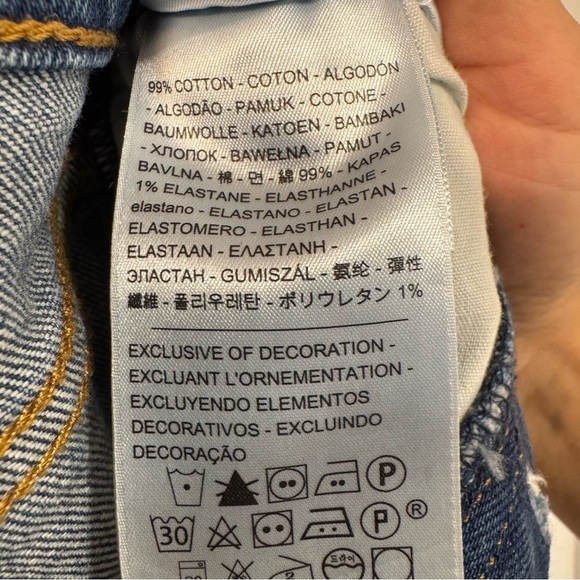 99% COTTON - COTON - ALGODÓN
- ALGODÃO - PAMUK - COTONE -
BAUMWOLLE - KATOEN - BAMBAKI
- ХЛОПОК - BAWEŁNA - PAMUT -
BAVLNA - 棉 - 면 - 綿 99% - KAPAS
1% ELASTANE - ELASTHANNE -
elastano - ELASTANO - ELASTAN -
ELASTOMERO - ELASTHAN -
ELASTAAN - ΕΛΑΣΤΑΝΗ -
ЭЛАСТАН - GUMISZÁL - 氨纶 - 彈性
纖維 - 폴리우레탄 - ポリウレタン 1%
EXCLUSIVE OF DECORATION -
EXCLUANT L'ORNEMENTATION -
EXCLUYENDO ELEMENTOS
DECORATIVOS - EXCLUINDO
DECORAÇÃO
P
30 P ®
드라이